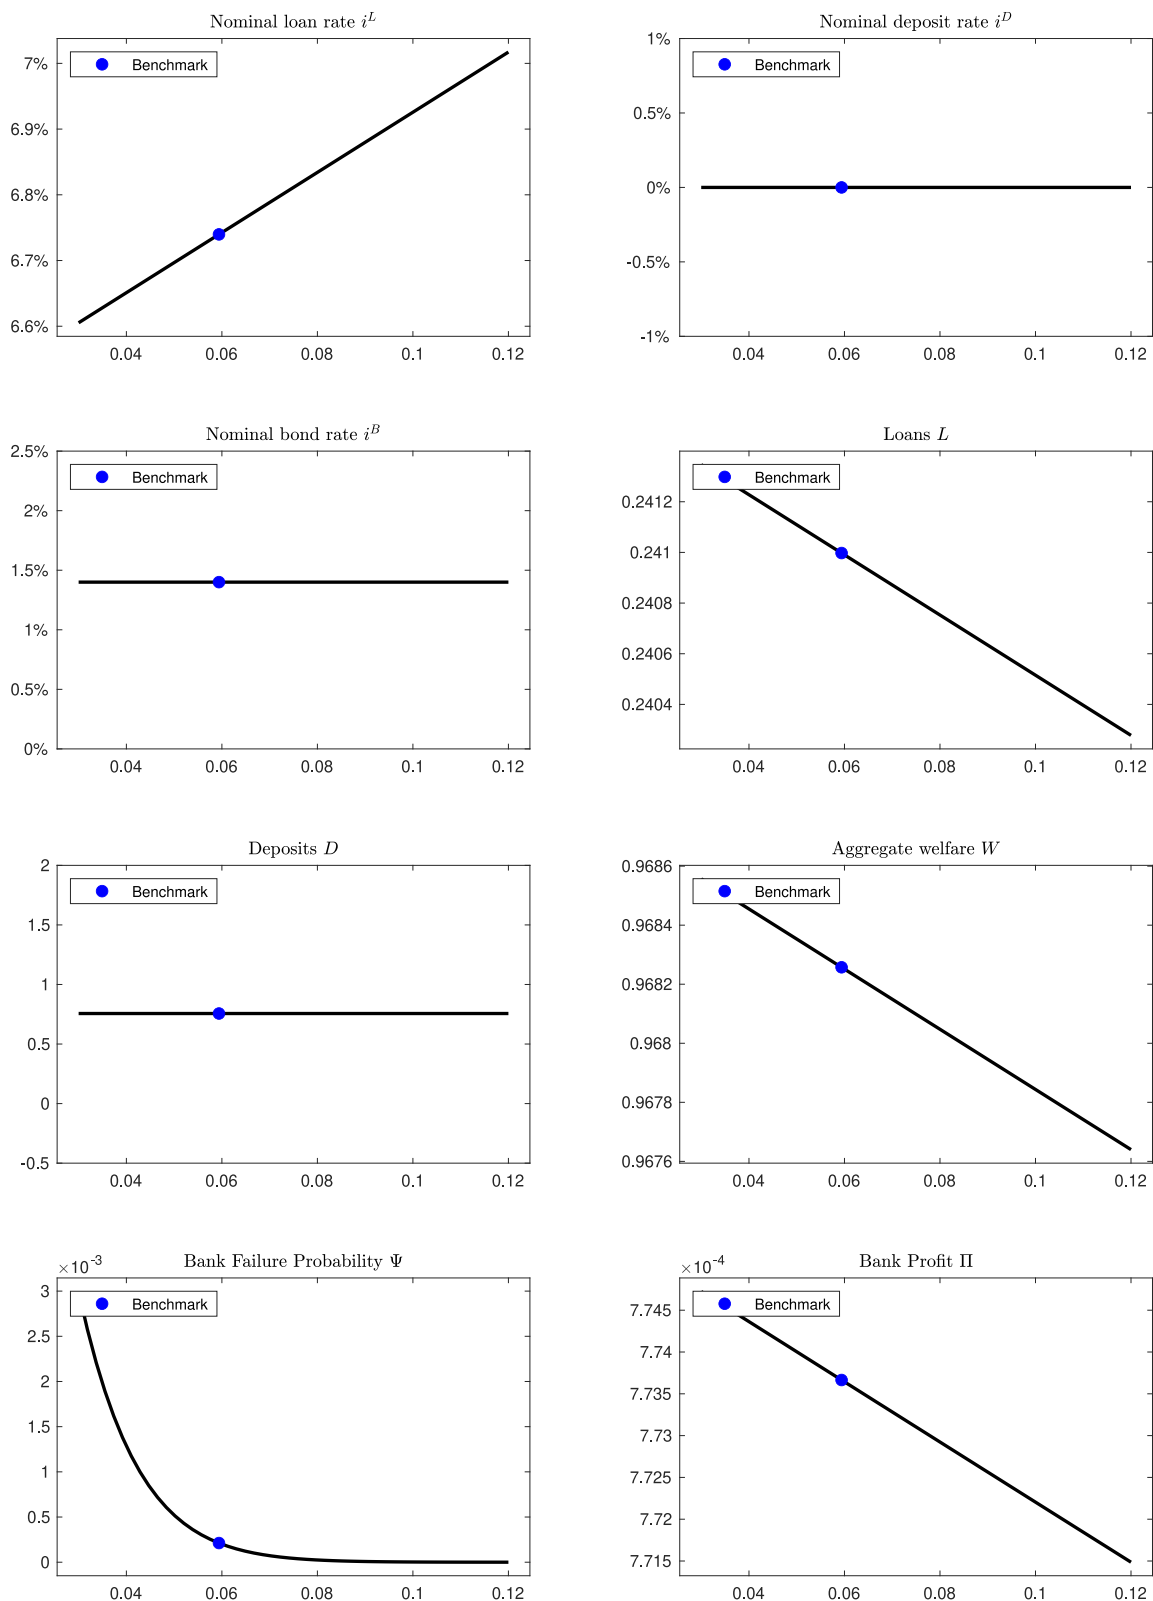 Nominal loan rate i^L
Benchmark
7%
6.9%
6.8%
6.7%
6.6%
0.04 0.06 0.08 0.1 0.12
Nominal deposit rate i^D
Benchmark
1%
0.5%
0%
-0.5%
-1%
0.04 0.06 0.08 0.1 0.12
Nominal bond rate i^B
Benchmark
2.5%
2%
1.5%
1%
0.5%
0%
0.04 0.06 0.08 0.1 0.12
Loans L
Benchmark
0.2412
0.241
0.2408
0.2406
0.2404
0.04 0.06 0.08 0.1 0.12
Deposits D
Benchmark
2
1.5
1
0.5
0
-0.5
0.04 0.06 0.08 0.1 0.12
Aggregate welfare W
Benchmark
0.9686
0.9684
0.9682
0.968
0.9678
0.9676
0.04 0.06 0.08 0.1 0.12
Bank Failure Probability Ψ
×10^-3
Benchmark
3
2.5
2
1.5
1
0.5
0
0.04 0.06 0.08 0.1 0.12
Bank Profit Π
×10^-4
Benchmark
7.745
7.74
7.735
7.73
7.725
7.72
7.715
0.04 0.06 0.08 0.1 0.12